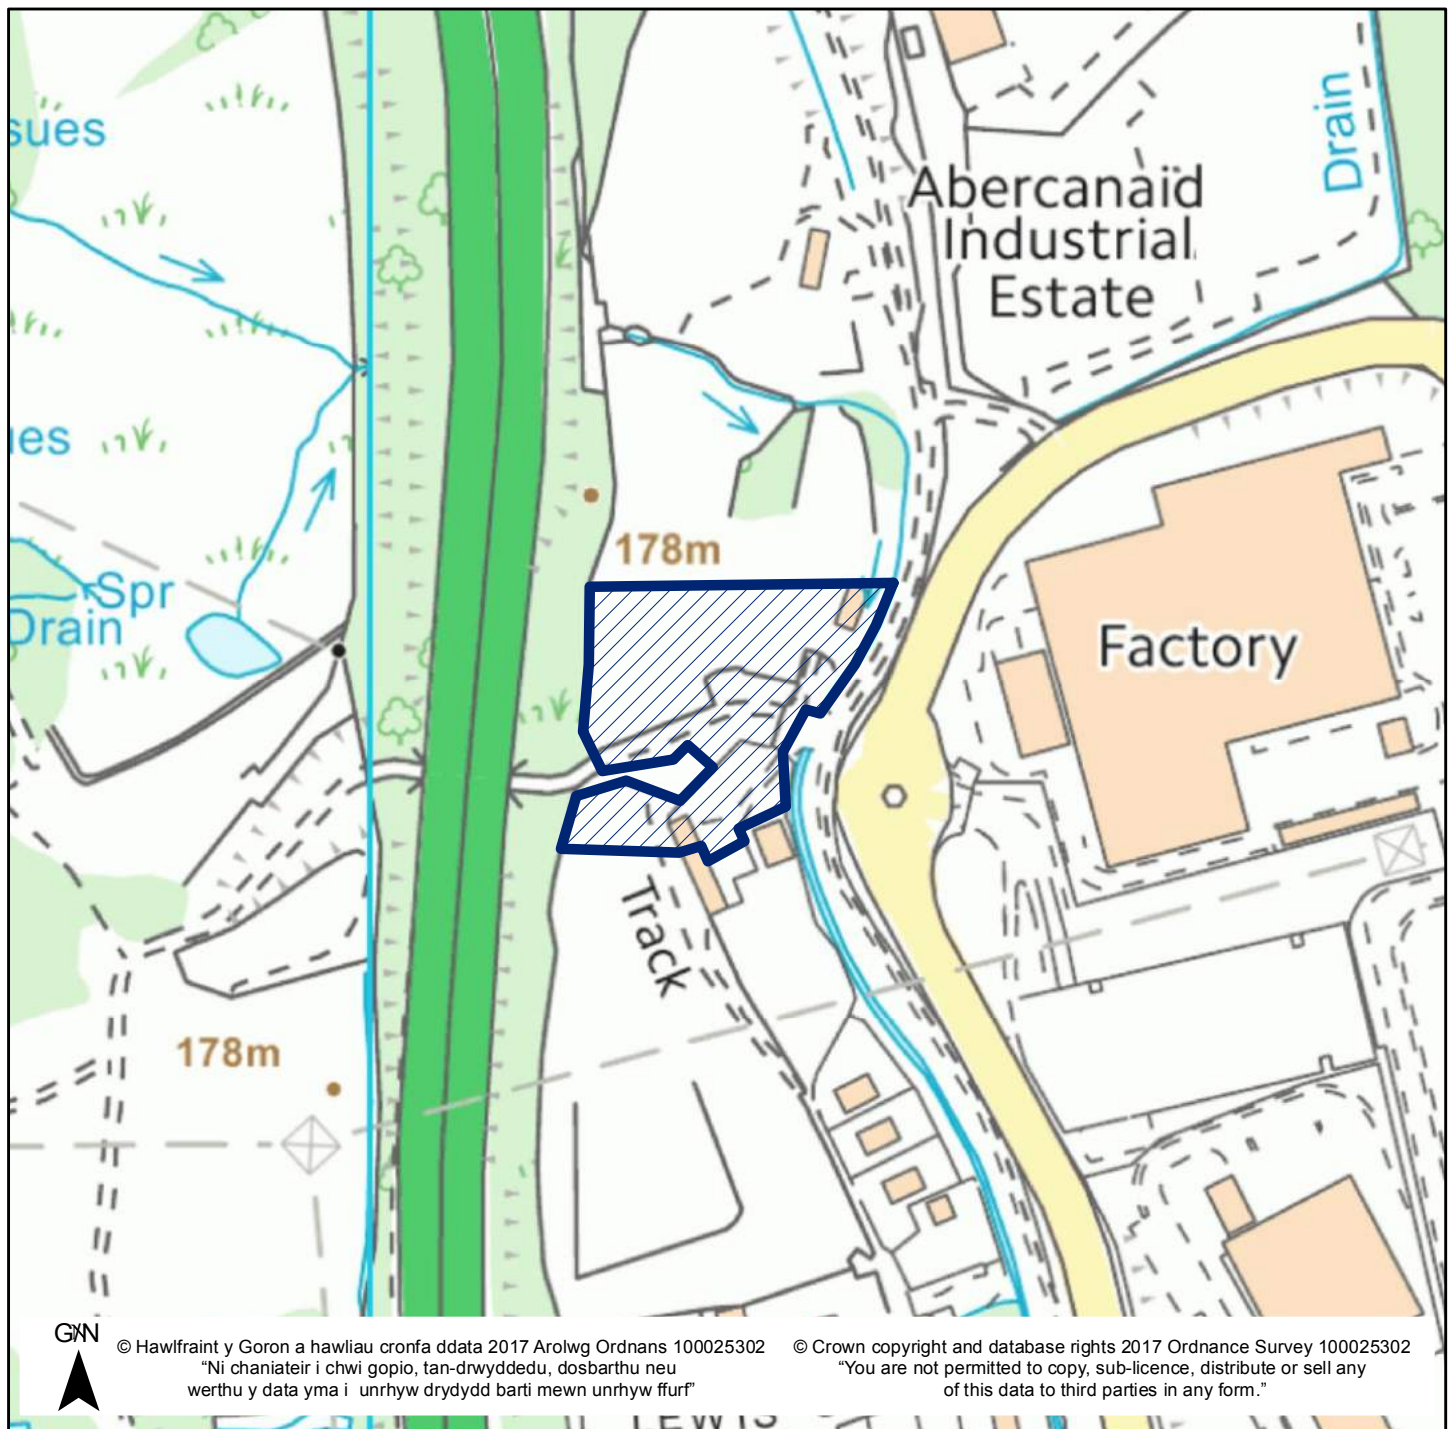 sues
Abercanaid
Industrial
Estate
Drain
ues
178m
Spr
Drain
Factory
Track
178m
G/N
© Hawlfraint y Goron a hawliau cronfa ddata 2017 Arolwg Ordnans 100025302
“Ni chaniateir i chwi gopio, tan-drwyddedu, dosbarthu neu
werthu y data yma i unrhyw drydydd barti mewn unrhyw ffurf”
© Crown copyright and database rights 2017 Ordnance Survey 100025302
“You are not permitted to copy, sub-licence, distribute or sell any
of this data to third parties in any form.”
LEWIS